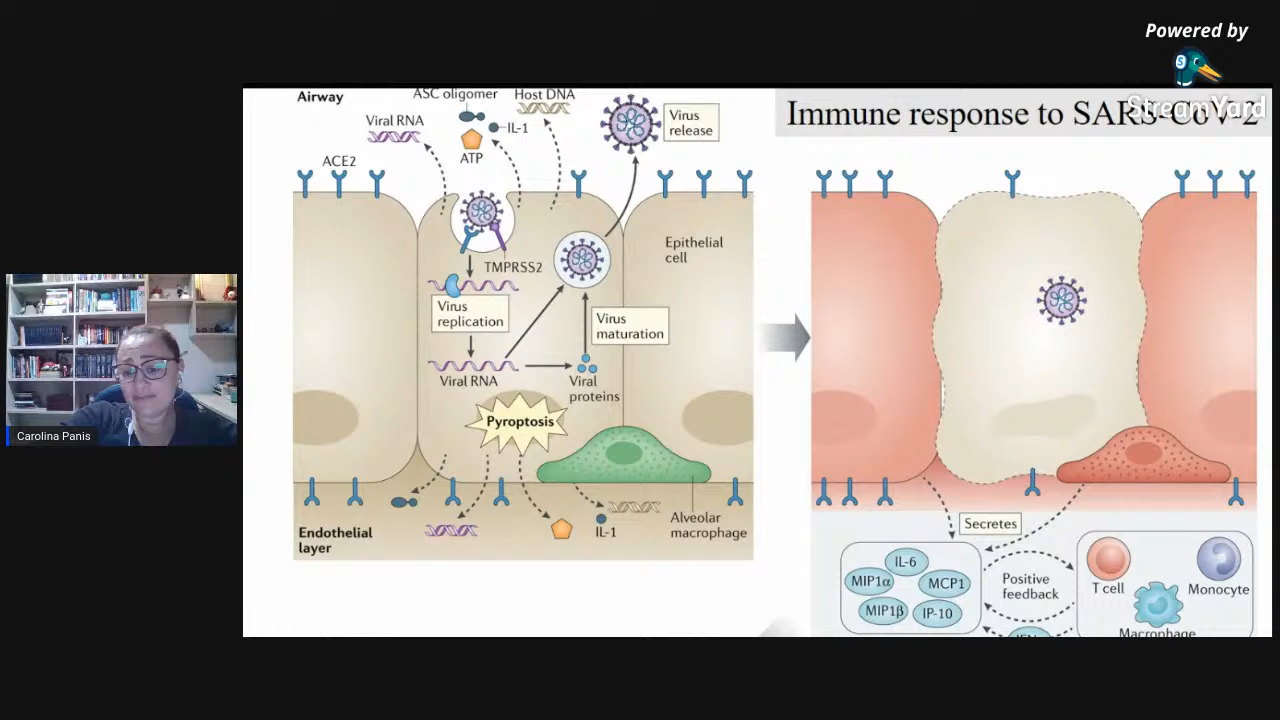 Powered by
StreamYard
Immune response to SARS-CoV-2
Airway
ASC oligomer
Host DNA
Viral RNA
IL-1
ATP
Virus
release
ACE2
TMPRSS2
Epithelial
cell
Virus
replication
Virus
maturation
Viral RNA
Viral
proteins
Pyroptosis
Endothelial
layer
IL-1
Alveolar
macrophage
Secretes
IL-6
MIP1α
MCP1
MIP1β
IP-10
Positive
feedback
T cell
Monocyte
Macrophage
Carolina Panis